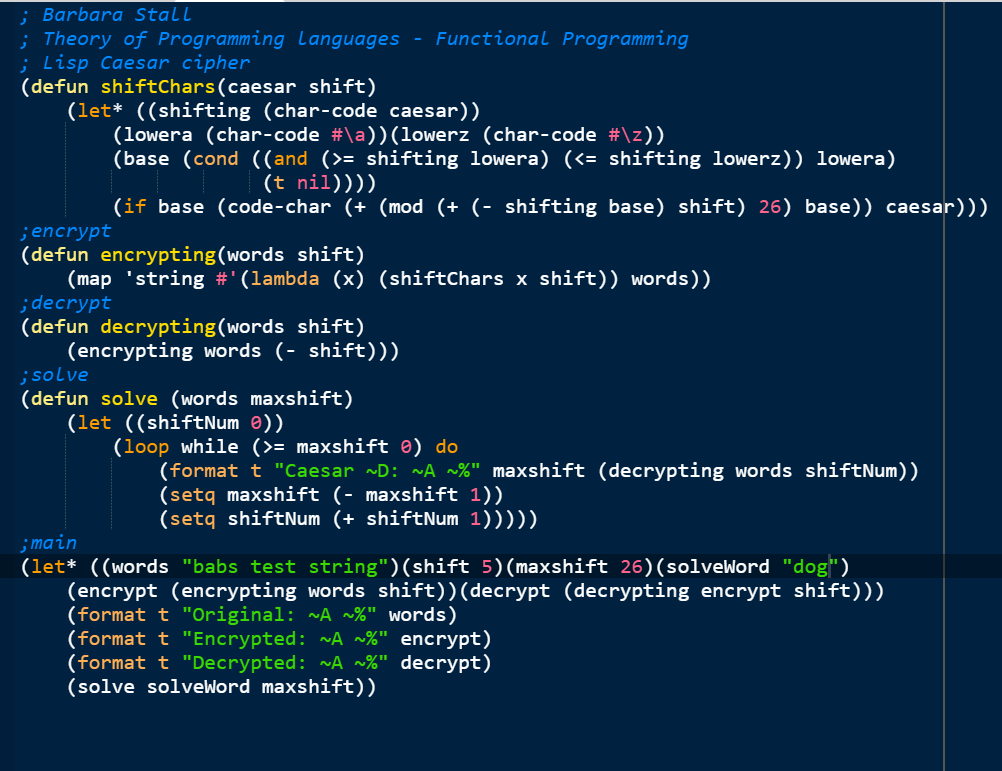 ; Barbara Stall
; Theory of Programming languages - Functional Programming
; Lisp Caesar cipher
(defun shiftChars(caesar shift)
    (let* ((shifting (char-code caesar))
        (lowera (char-code #\a))(lowerz (char-code #\z))
        (base (cond ((and (>= shifting lowera) (<= shifting lowerz)) lowera)
                     (t nil))))
        (if base (code-char (+ (mod (+ (- shifting base) shift) 26) base)) caesar)))
;encrypt
(defun encrypting(words shift)
    (map 'string #'(lambda (x) (shiftChars x shift)) words))
;decrypt
(defun decrypting(words shift)
    (encrypting words (- shift)))
;solve
(defun solve (words maxshift)
    (let ((shiftNum 0))
        (loop while (>= maxshift 0) do
            (format t "Caesar ~D: ~A ~%" maxshift (decrypting words shiftNum))
            (setq maxshift (- maxshift 1))
            (setq shiftNum (+ shiftNum 1)))))
;main
(let* ((words "babs test string")(shift 5)(maxshift 26)(solveWord "dog")
    (encrypt (encrypting words shift))(decrypt (decrypting encrypt shift)))
    (format t "Original: ~A ~%" words)
    (format t "Encrypted: ~A ~%" encrypt)
    (format t "Decrypted: ~A ~%" decrypt)
    (solve solveWord maxshift))